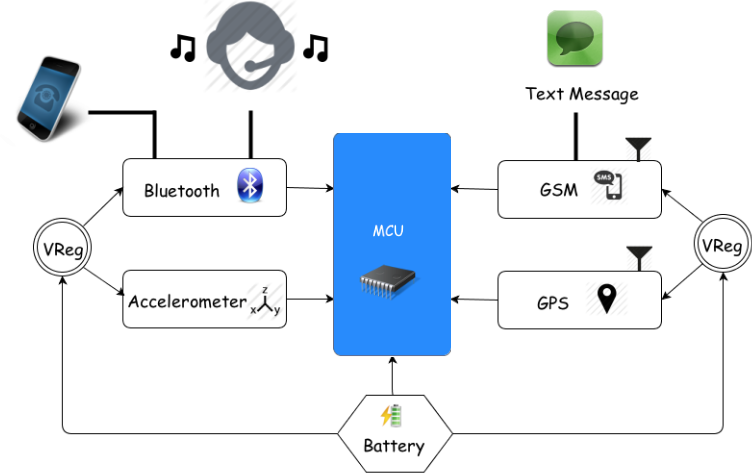 Text Message
Bluetooth
GSM
SMS
MCU
VReg
VReg
Accelerometer
z
x
y
GPS
Battery